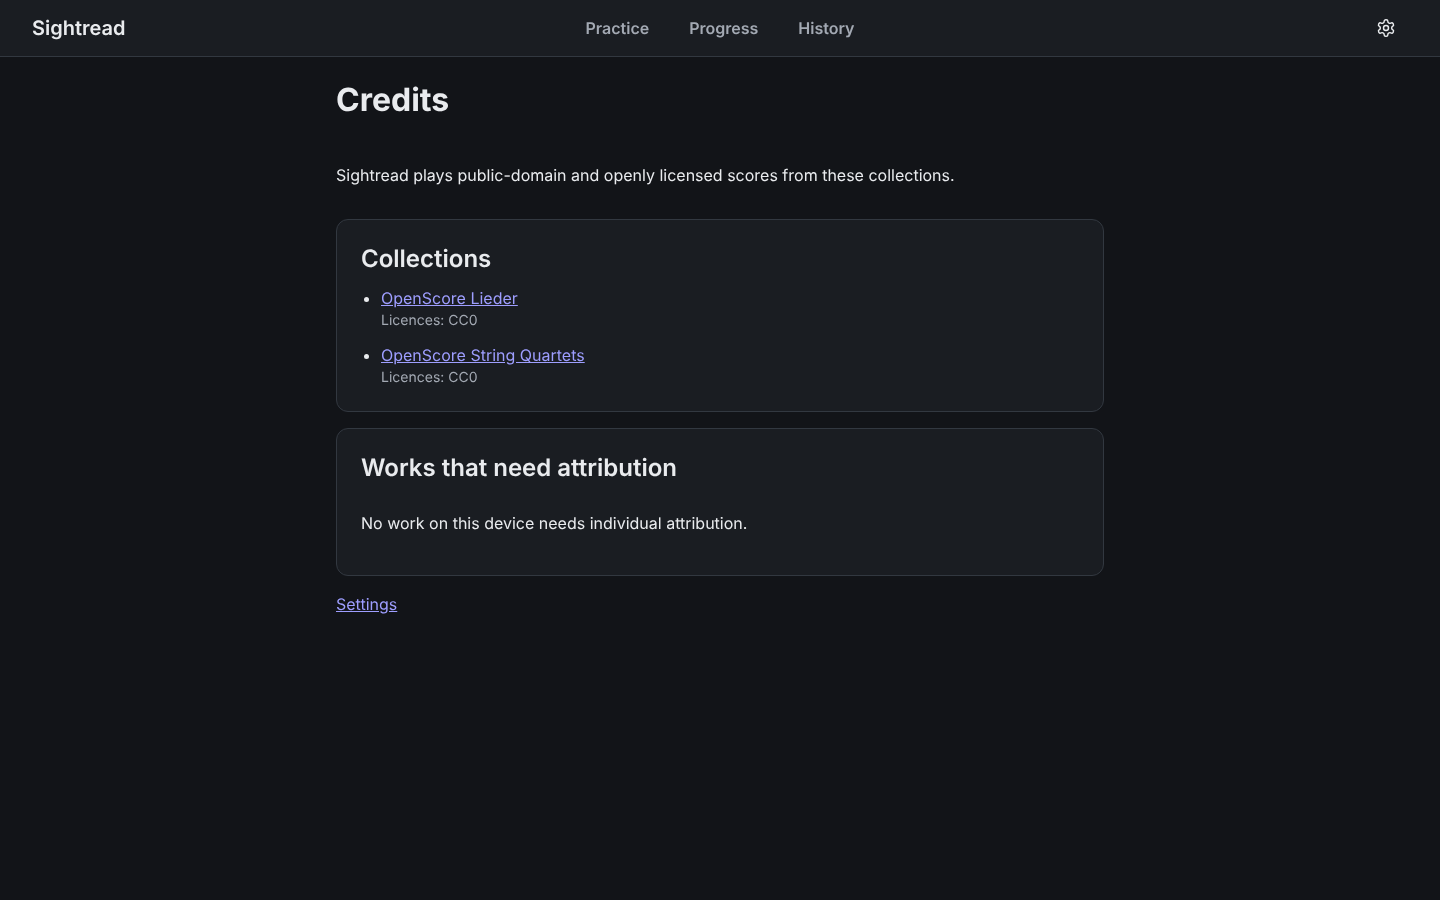 Sightread
Practice
Progress
History
Credits
Sightread plays public-domain and openly licensed scores from these collections.
Collections
OpenScore Lieder
Licences: CC0
OpenScore String Quartets
Licences: CC0
Works that need attribution
No work on this device needs individual attribution.
Settings